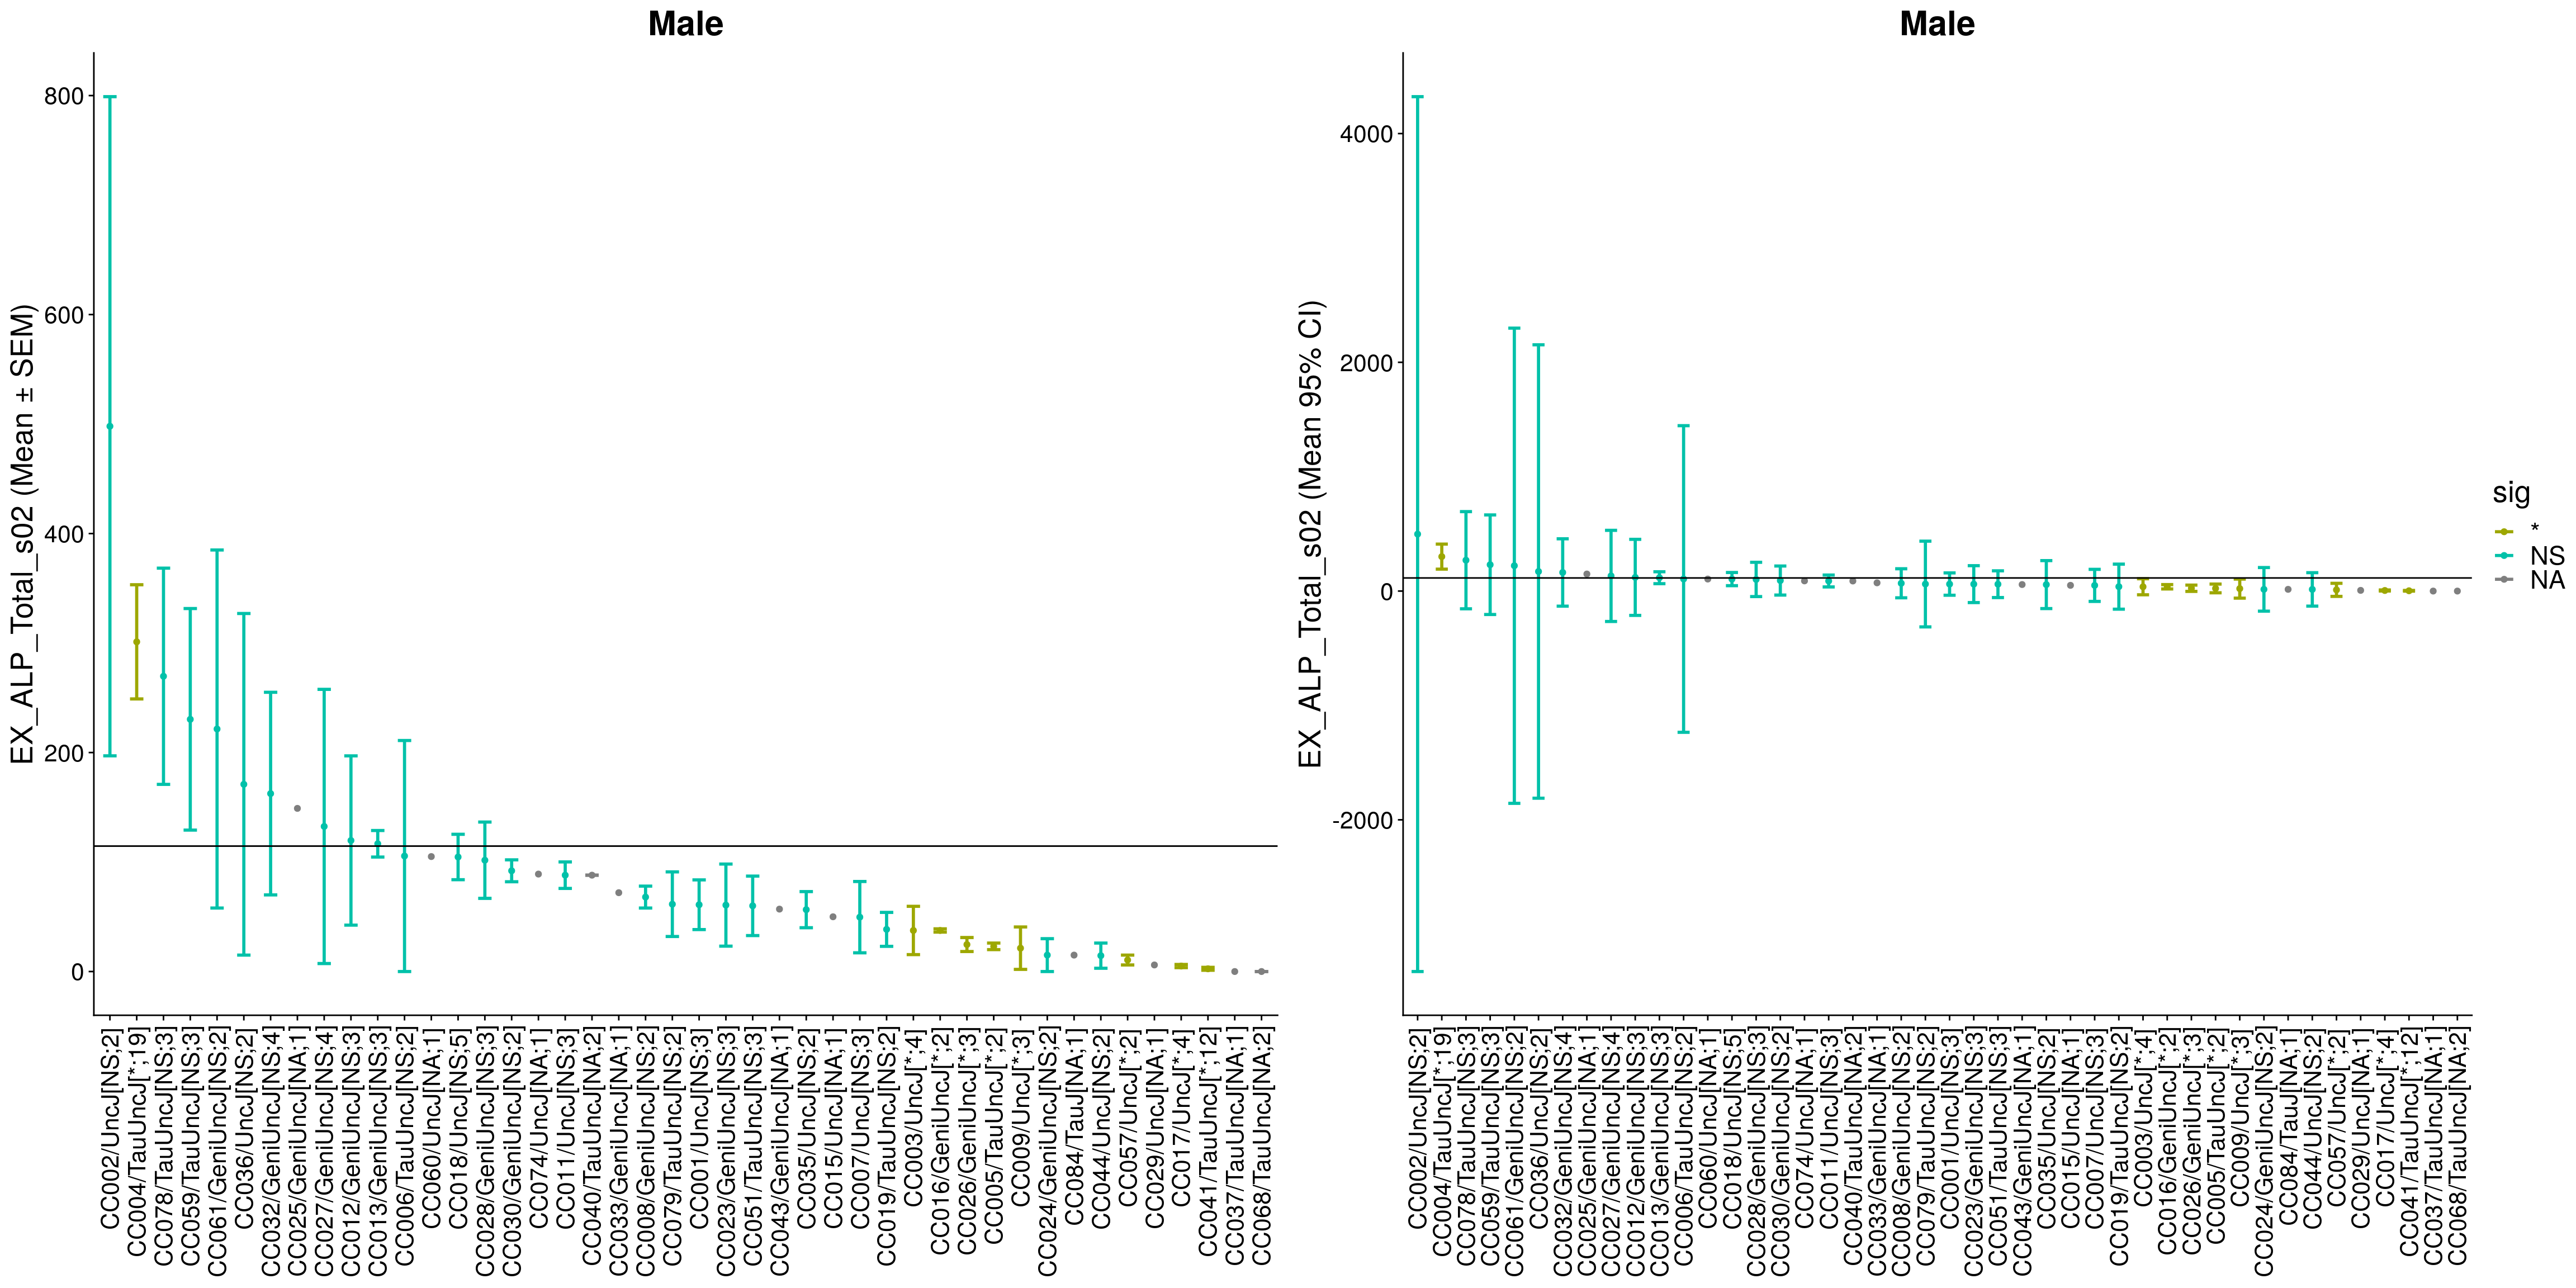 Male
EX_ALP_Total_s02 (Mean ± SEM)
800
600
400
200
0
CC002/UncJ[NS;2]
CC004/TauUncJ[*;19]
CC078/TauUncJ[NS;3]
CC059/TauUncJ[NS;3]
CC061/GeniUncJ[NS;2]
CC036/UncJ[NS;2]
CC032/GeniUncJ[NS;4]
CC025/GeniUncJ[NA;1]
CC027/GeniUncJ[NS;4]
CC012/GeniUncJ[NS;3]
CC013/GeniUncJ[NS;3]
CC006/TauUncJ[NS;2]
CC060/UncJ[NA;1]
CC018/UncJ[NS;5]
CC028/GeniUncJ[NS;3]
CC030/GeniUncJ[NS;2]
CC074/UncJ[NA;1]
CC011/UncJ[NS;3]
CC040/TauUncJ[NA;2]
CC033/GeniUncJ[NA;1]
CC008/GeniUncJ[NS;2]
CC079/TauUncJ[NS;2]
CC001/UncJ[NS;3]
CC023/GeniUncJ[NS;3]
CC051/TauUncJ[NS;3]
CC043/GeniUncJ[NA;1]
CC035/UncJ[NS;2]
CC015/UncJ[NA;1]
CC007/UncJ[NS;3]
CC019/TauUncJ[NS;2]
CC003/UncJ[*;4]
CC016/GeniUncJ[*;2]
CC026/GeniUncJ[*;3]
CC005/TauUncJ[*;2]
CC009/UncJ[*;3]
CC024/GeniUncJ[NS;2]
CC084/TauJ[NA;1]
CC044/UncJ[NS;2]
CC057/UncJ[*;2]
CC029/UncJ[NA;1]
CC017/UncJ[*;4]
CC041/TauUncJ[*;12]
CC037/TauUncJ[NA;1]
CC068/TauUncJ[NA;2]
Male
EX_ALP_Total_s02 (Mean 95% CI)
4000
2000
0
-2000
CC002/UncJ[NS;2]
CC004/TauUncJ[*;19]
CC078/TauUncJ[NS;3]
CC059/TauUncJ[NS;3]
CC061/GeniUncJ[NS;2]
CC036/UncJ[NS;2]
CC032/GeniUncJ[NS;4]
CC025/GeniUncJ[NA;1]
CC027/GeniUncJ[NS;4]
CC012/GeniUncJ[NS;3]
CC013/GeniUncJ[NS;3]
CC006/TauUncJ[NS;2]
CC060/UncJ[NA;1]
CC018/UncJ[NS;5]
CC028/GeniUncJ[NS;3]
CC030/GeniUncJ[NS;2]
CC074/UncJ[NA;1]
CC011/UncJ[NS;3]
CC040/TauUncJ[NA;2]
CC033/GeniUncJ[NA;1]
CC008/GeniUncJ[NS;2]
CC079/TauUncJ[NS;2]
CC001/UncJ[NS;3]
CC023/GeniUncJ[NS;3]
CC051/TauUncJ[NS;3]
CC043/GeniUncJ[NA;1]
CC035/UncJ[NS;2]
CC015/UncJ[NA;1]
CC007/UncJ[NS;3]
CC019/TauUncJ[NS;2]
CC003/UncJ[*;4]
CC016/GeniUncJ[*;2]
CC026/GeniUncJ[*;3]
CC005/TauUncJ[*;2]
CC009/UncJ[*;3]
CC024/GeniUncJ[NS;2]
CC084/TauJ[NA;1]
CC044/UncJ[NS;2]
CC057/UncJ[*;2]
CC029/UncJ[NA;1]
CC017/UncJ[*;4]
CC041/TauUncJ[*;12]
CC037/TauUncJ[NA;1]
CC068/TauUncJ[NA;2]
sig
*
NS
NA